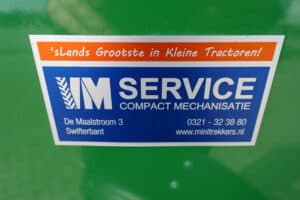 'sLands Grootste in Kleine Tractoren!
IM SERVICE
COMPACT MECHANISATIE
De Maalstroom 3 0321 - 32 38 80
Swifterbant www.minitrekkers.nl